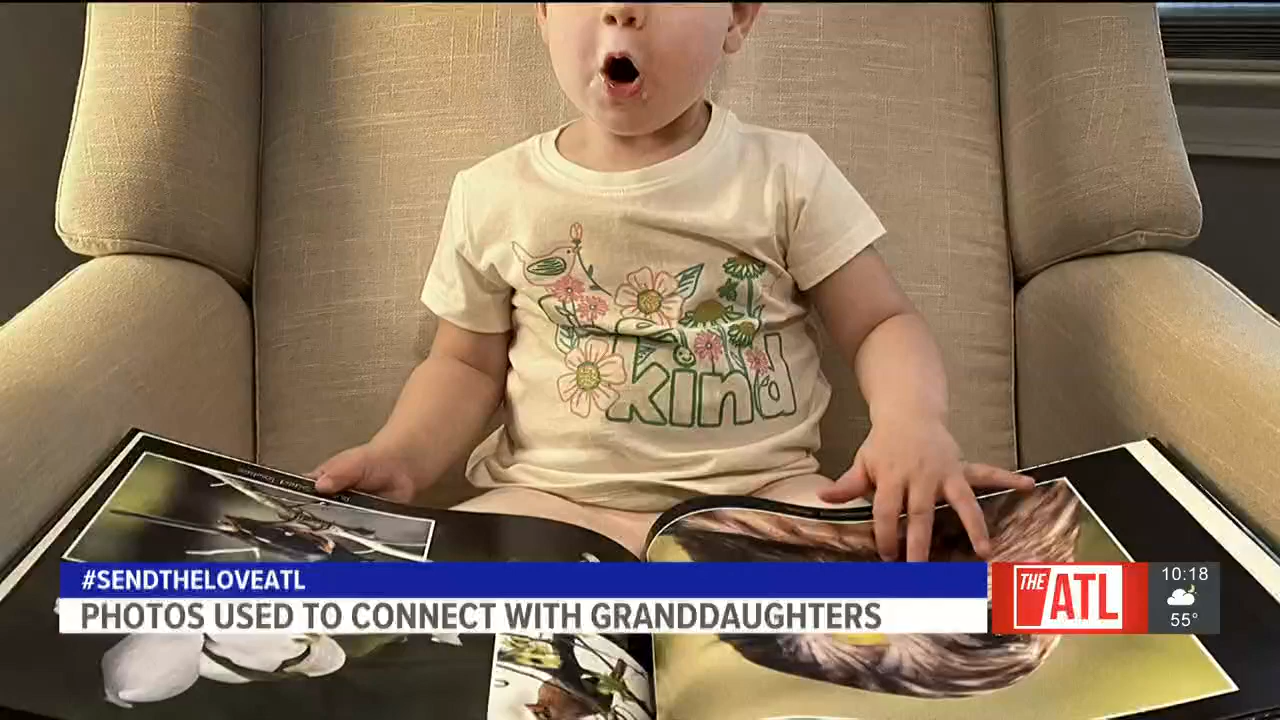 kind
#SENDTHELOVEATL
PHOTOS USED TO CONNECT WITH GRANDDAUGHTERS
THE ATL
10:18
55°